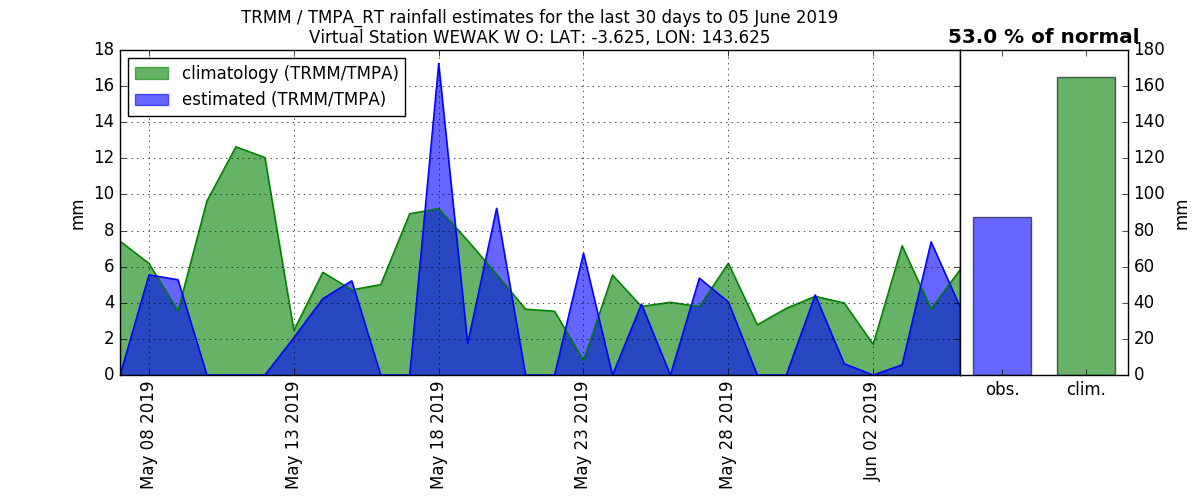 TRMM / TMPA_RT rainfall estimates for the last 30 days to 05 June 2019
Virtual Station WEWAK W O: LAT: -3.625, LON: 143.625
53.0 % of normal
climatology (TRMM/TMPA)
estimated (TRMM/TMPA)
mm
18
16
14
12
10
8
6
4
2
0
May 08 2019
May 13 2019
May 18 2019
May 23 2019
May 28 2019
Jun 02 2019
obs.
clim.
180
160
140
120
100
80
60
40
20
0
mm